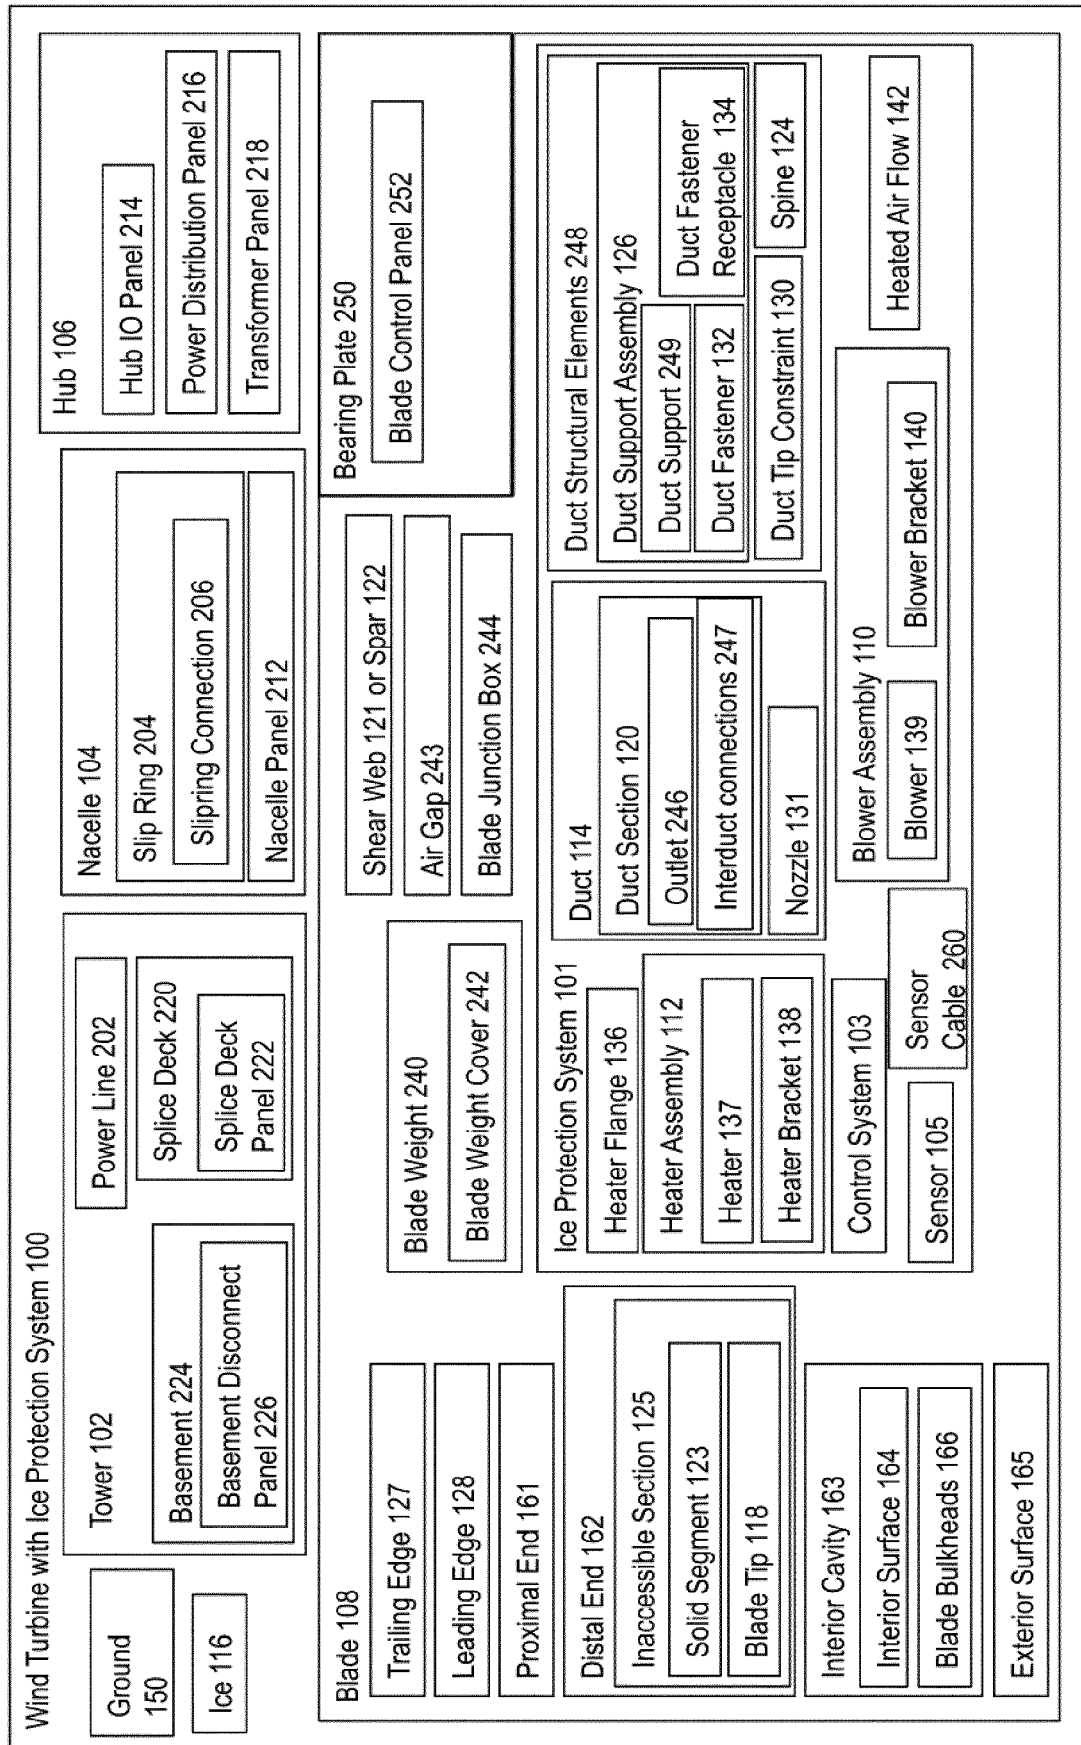 Wind Turbine with Ice Protection System 100
Ground
150
Ice 116
Tower 102
Basement 224
Basement Disconnect
Panel 226
Power Line 202
Splice Deck 220
Splice Deck
Panel 222
Nacelle 104
Slip Ring 204
Slipring Connection 206
Nacelle Panel 212
Hub 106
Hub IO Panel 214
Power Distribution Panel 216
Transformer Panel 218
Blade 108
Trailing Edge 127
Leading Edge 128
Proximal End 161
Distal End 162
Inaccessible Section 125
Solid Segment 123
Blade Tip 118
Interior Cavity 163
Interior Surface 164
Blade Bulkheads 166
Exterior Surface 165
Blade Weight 240
Blade Weight Cover 242
Shear Web 121 or Spar 122
Air Gap 243
Blade Junction Box 244
Bearing Plate 250
Blade Control Panel 252
Ice Protection System 101
Heater Flange 136
Heater Assembly 112
Heater 137
Heater Bracket 138
Control System 103
Sensor 105
Sensor
Cable 260
Duct 114
Duct Section 120
Outlet 246
Interduct connections 247
Nozzle 131
Duct Structural Elements 248
Duct Support Assembly 126
Duct Support 249
Duct Fastener 132
Duct Fastener
Receptacle 134
Duct Tip Constraint 130
Spine 124
Blower Assembly 110
Blower 139
Blower Bracket 140
Heated Air Flow 142